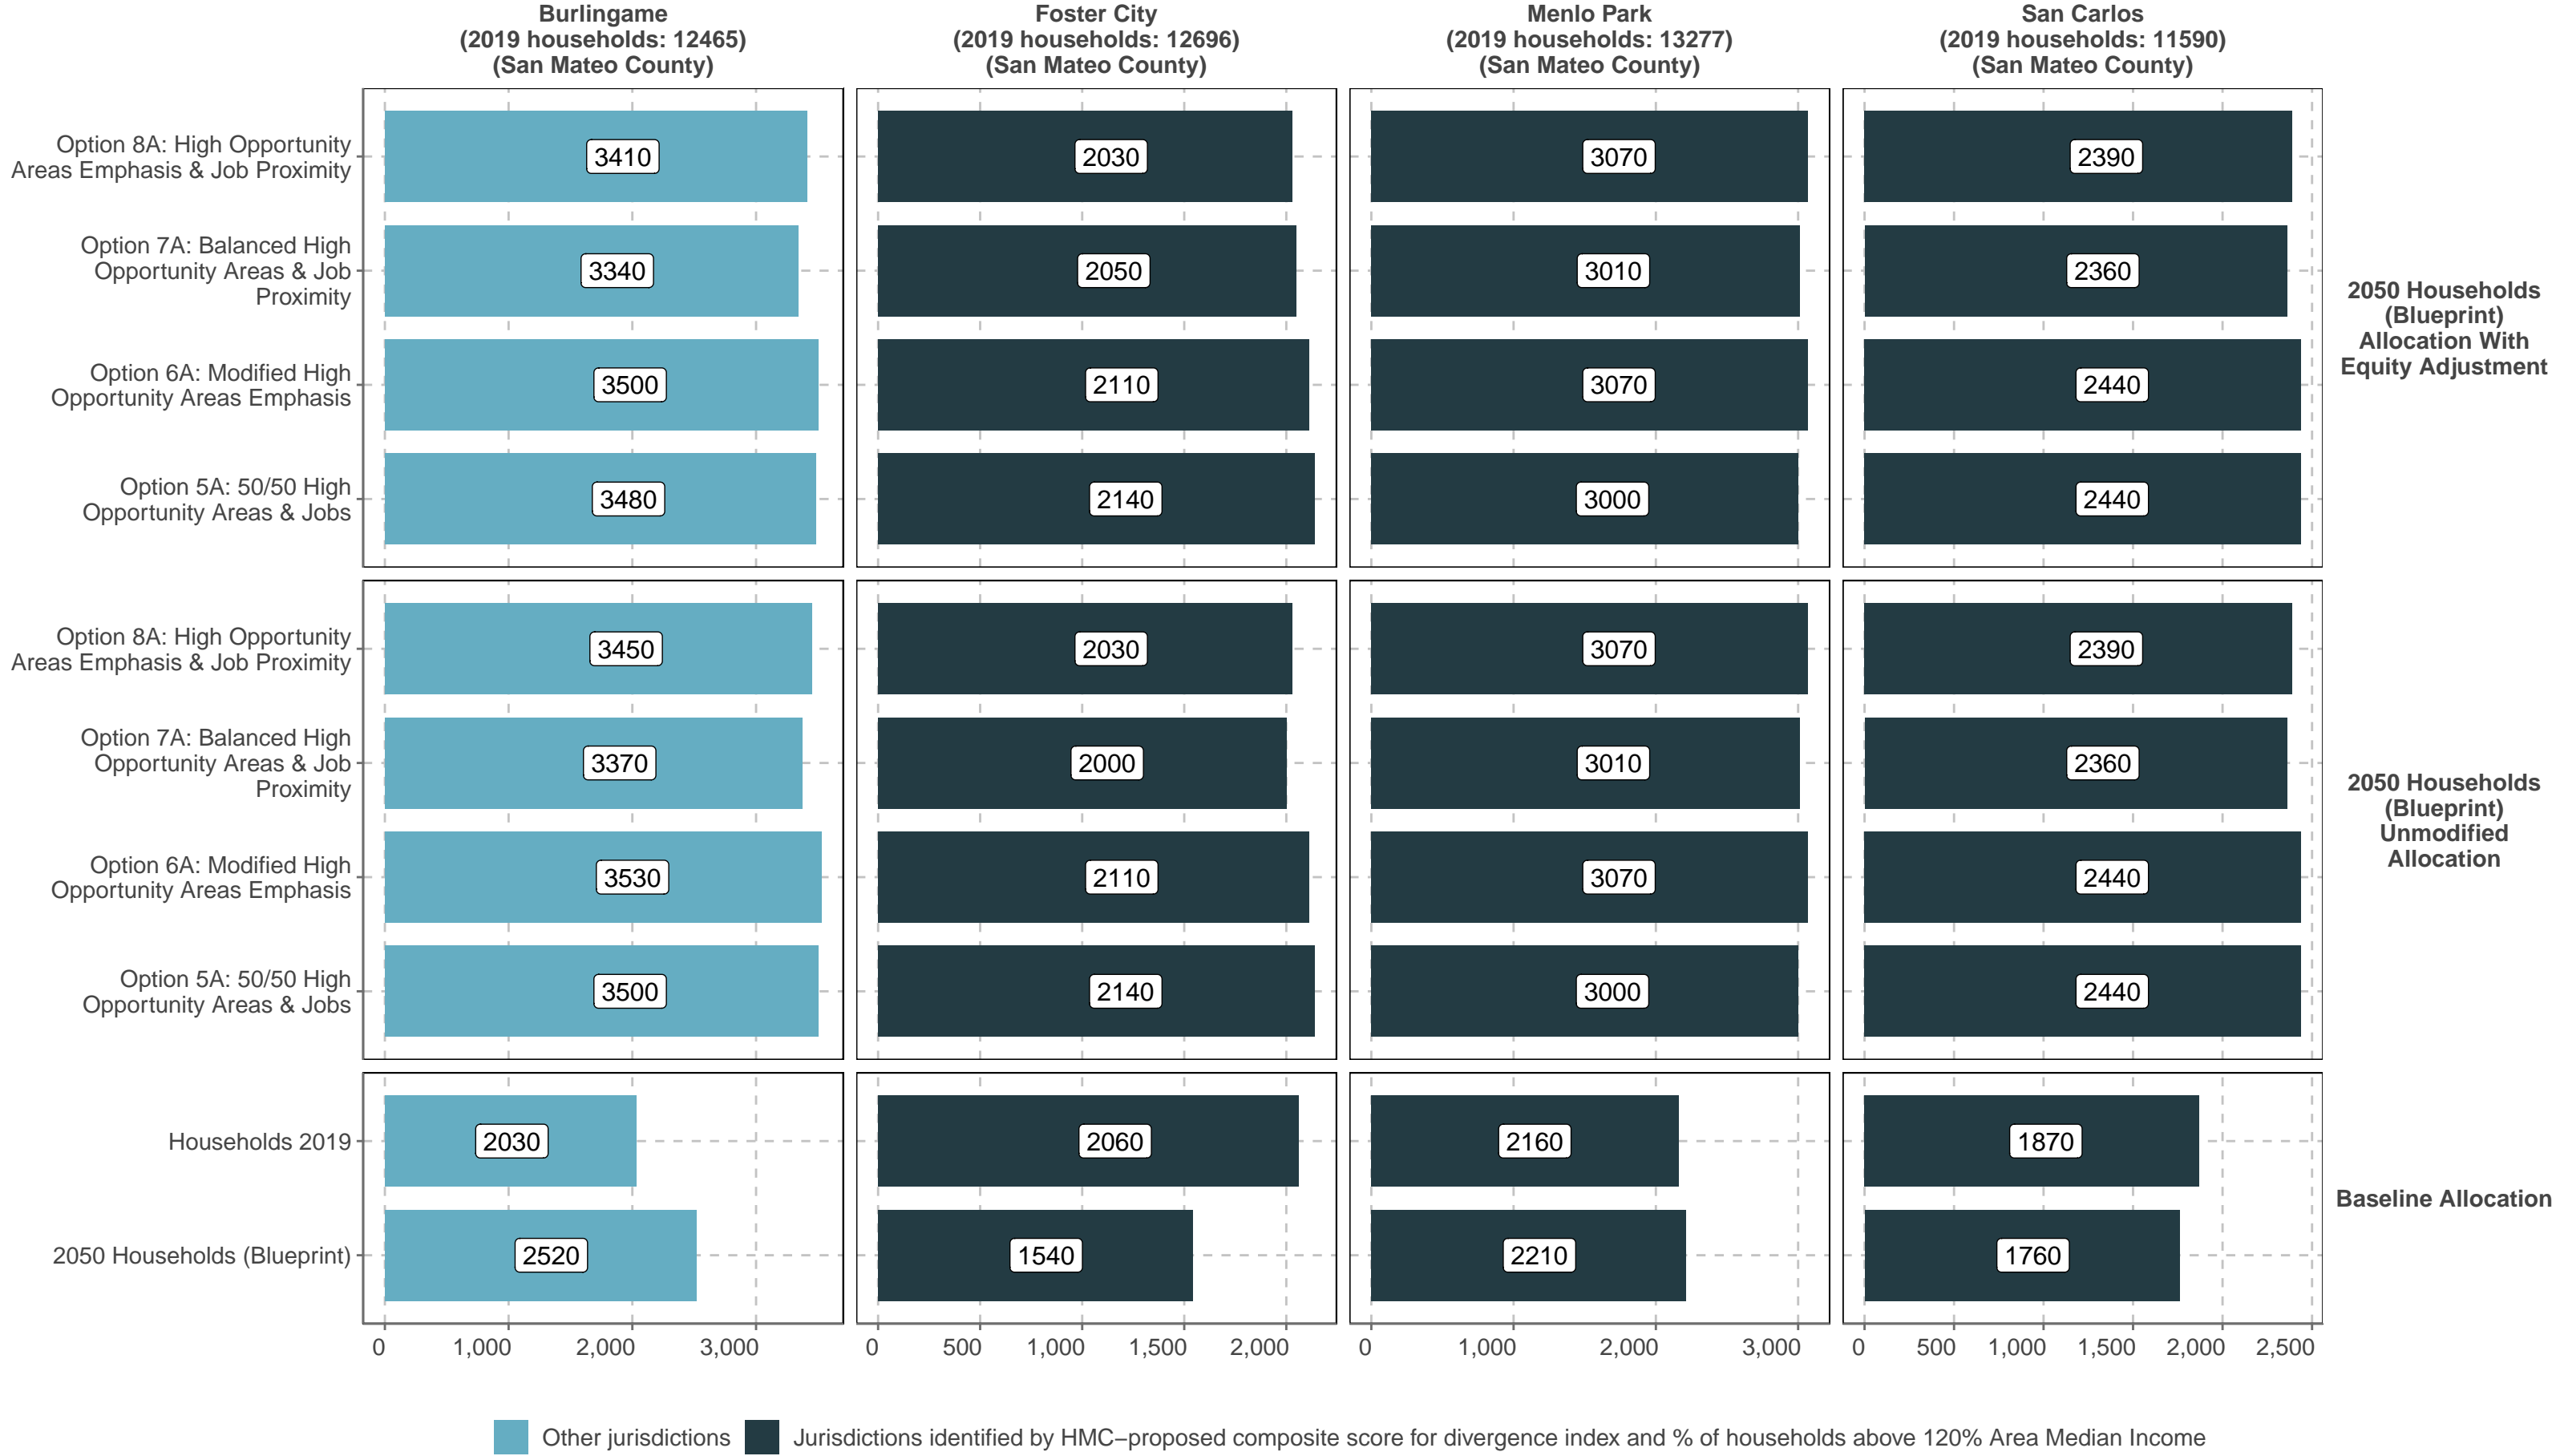 Burlingame
(2019 households: 12465)
(San Mateo County)
Foster City
(2019 households: 12696)
(San Mateo County)
Menlo Park
(2019 households: 13277)
(San Mateo County)
San Carlos
(2019 households: 11590)
(San Mateo County)
Option 8A: High Opportunity
Areas Emphasis & Job Proximity
3410
2030
3070
2390
Option 7A: Balanced High
Opportunity Areas & Job
Proximity
3340
2050
3010
2360
Option 6A: Modified High
Opportunity Areas Emphasis
3500
2110
3070
2440
Option 5A: 50/50 High
Opportunity Areas & Jobs
3480
2140
3000
2440
2050 Households
(Blueprint)
Allocation With
Equity Adjustment
Option 8A: High Opportunity
Areas Emphasis & Job Proximity
3450
2030
3070
2390
Option 7A: Balanced High
Opportunity Areas & Job
Proximity
3370
2000
3010
2360
Option 6A: Modified High
Opportunity Areas Emphasis
3530
2110
3070
2440
Option 5A: 50/50 High
Opportunity Areas & Jobs
3500
2140
3000
2440
2050 Households
(Blueprint)
Unmodified
Allocation
Households 2019
2030
2060
2160
1870
2050 Households (Blueprint)
2520
1540
2210
1760
Baseline Allocation
0 1,000 2,000 3,000
0 500 1,000 1,500 2,000
0 1,000 2,000 3,000
0 500 1,000 1,500 2,000 2,500
Other jurisdictions
Jurisdictions identified by HMC−proposed composite score for divergence index and % of households above 120% Area Median Income